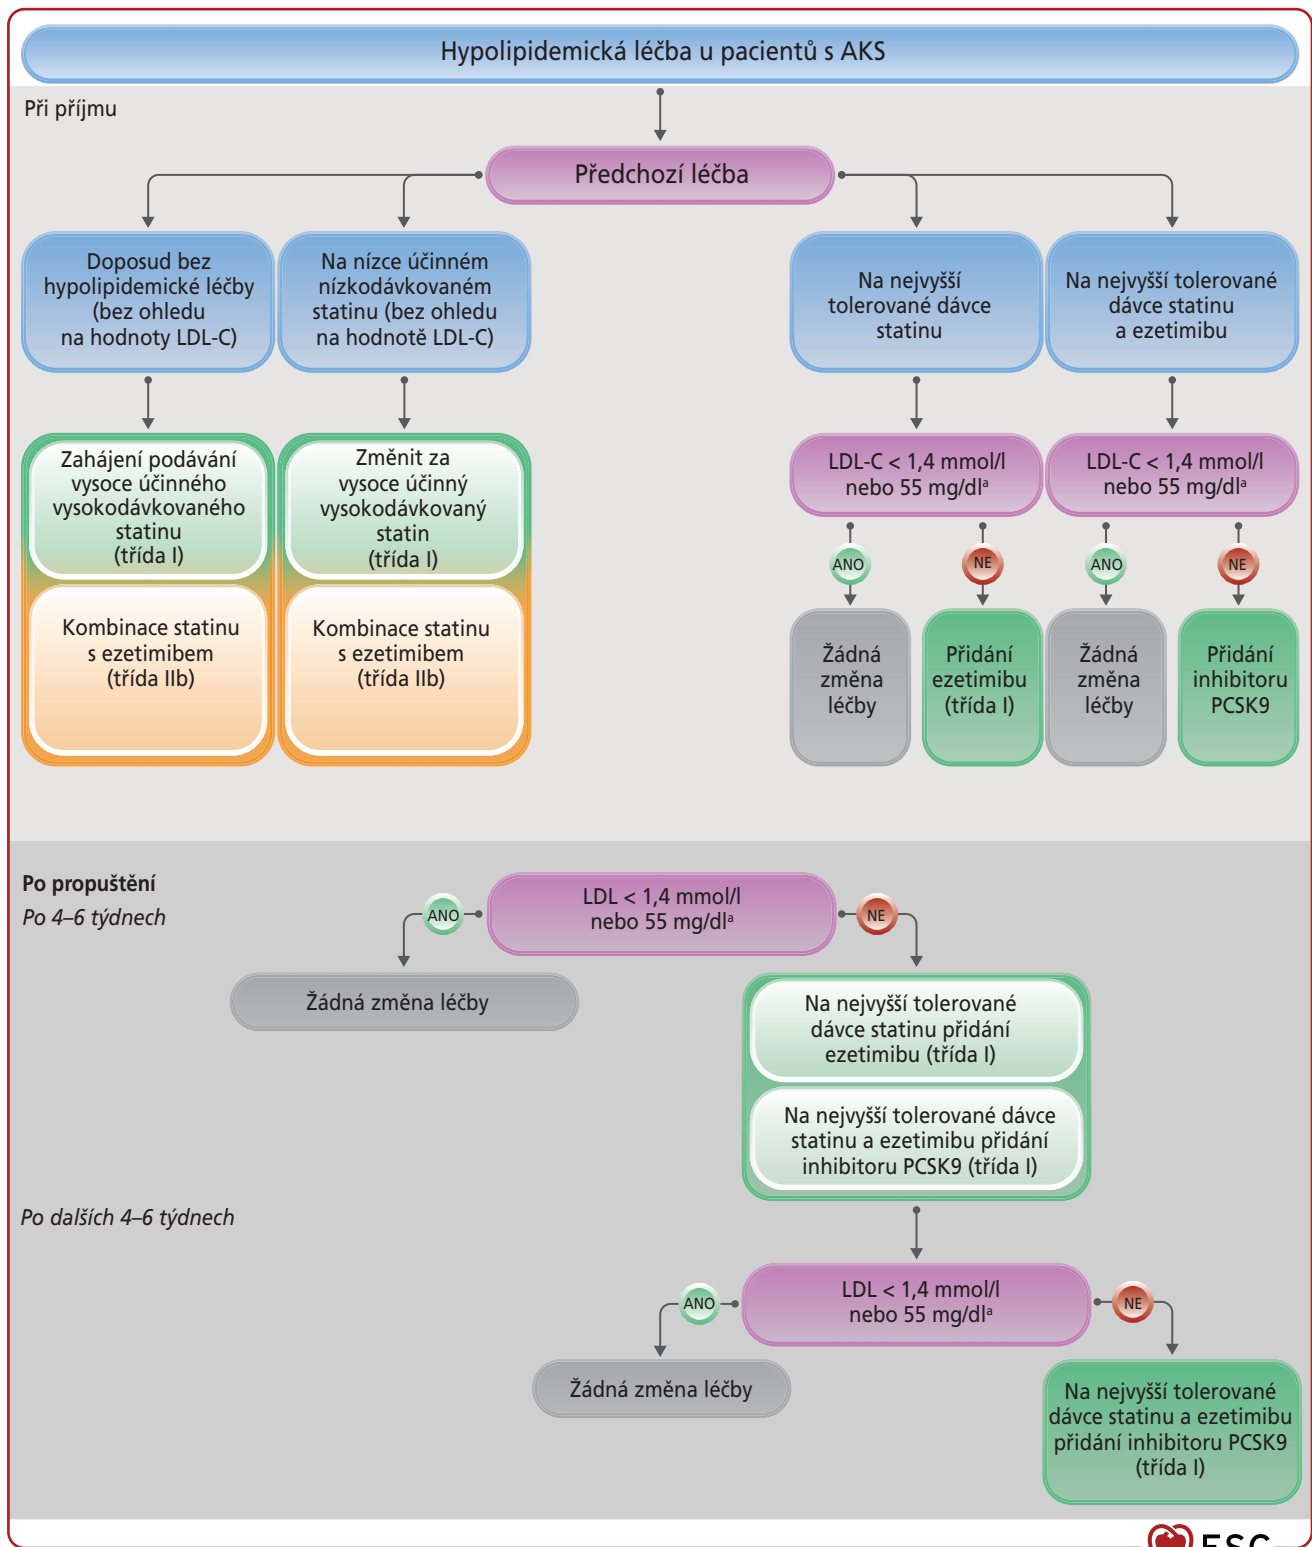 Hypolipidemická léčba u pacientů s AKS
Při příjmu
Předchozí léčba
Doposud bez
hypolipidemické léčby
(bez ohledu
na hodnoty LDL-C)
Na nízce účinném
nízkodávkovaném
statinu (bez ohledu
na hodnotě LDL-C)
Na nejvyšší
tolerované dávce
statinu
Na nejvyšší tolerované
dávce statinu
a ezetimibu
Zahájení podávání
vysoce účinného
vysokodávkovaného
statinu
(třída I)
Změnit za
vysoce účinný
vysokodávkovaný
statin
(třída I)
LDL-C < 1,4 mmol/l
nebo 55 mg/dlᵃ
LDL-C < 1,4 mmol/l
nebo 55 mg/dlᵃ
ANO
NE
ANO
NE
Kombinace statinu
s ezetimibem
(třída IIb)
Kombinace statinu
s ezetimibem
(třída IIb)
Žádná
změna
léčby
Přidání
ezetimibu
(třída I)
Žádná
změna
léčby
Přidání
inhibitoru
PCSK9
Po propuštění
Po 4–6 týdnech
ANO
LDL < 1,4 mmol/l
nebo 55 mg/dlᵃ
NE
Žádná změna léčby
Na nejvyšší tolerované
dávce statinu přidání
ezetimibu (třída I)
Na nejvyšší tolerované dávce
statinu a ezetimibu přidání
inhibitoru PCSK9 (třída I)
Po dalších 4–6 týdnech
ANO
LDL < 1,4 mmol/l
nebo 55 mg/dlᵃ
NE
Žádná změna léčby
Na nejvyšší tolerované
dávce statinu a ezetimibu
přidání inhibitoru PCSK9
(třída I)
ESC